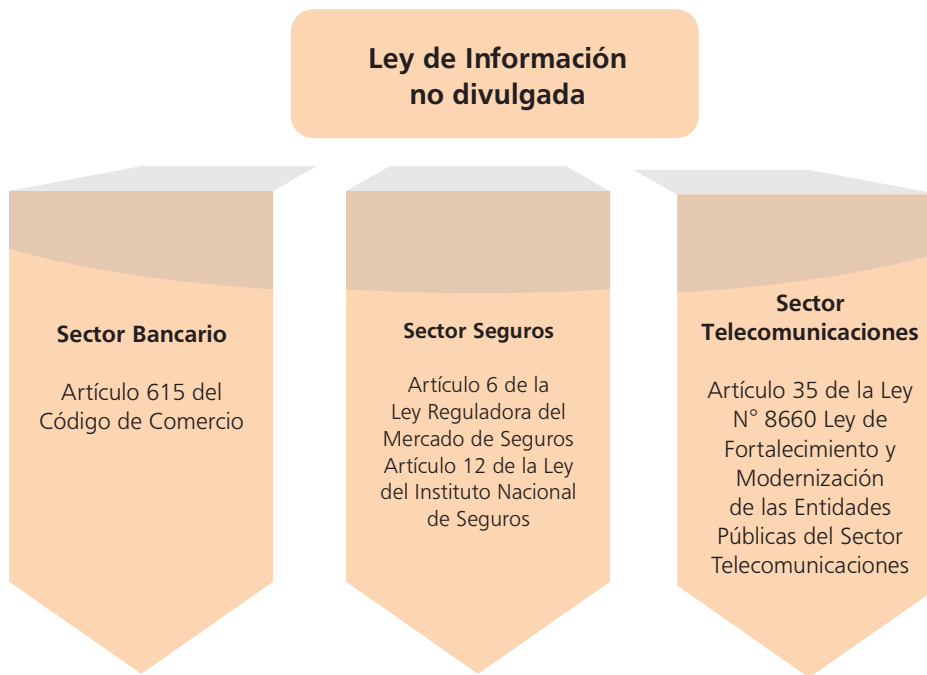 Ley de Información
no divulgada
Sector Bancario
Artículo 615 del
Código de Comercio
Sector Seguros
Artículo 6 de la
Ley Reguladora del
Mercado de Seguros
Artículo 12 de la Ley
del Instituto Nacional
de Seguros
Sector
Telecomunicaciones
Artículo 35 de la Ley
N° 8660 Ley de
Fortalecimiento y
Modernización
de las Entidades
Públicas del Sector
Telecomunicaciones